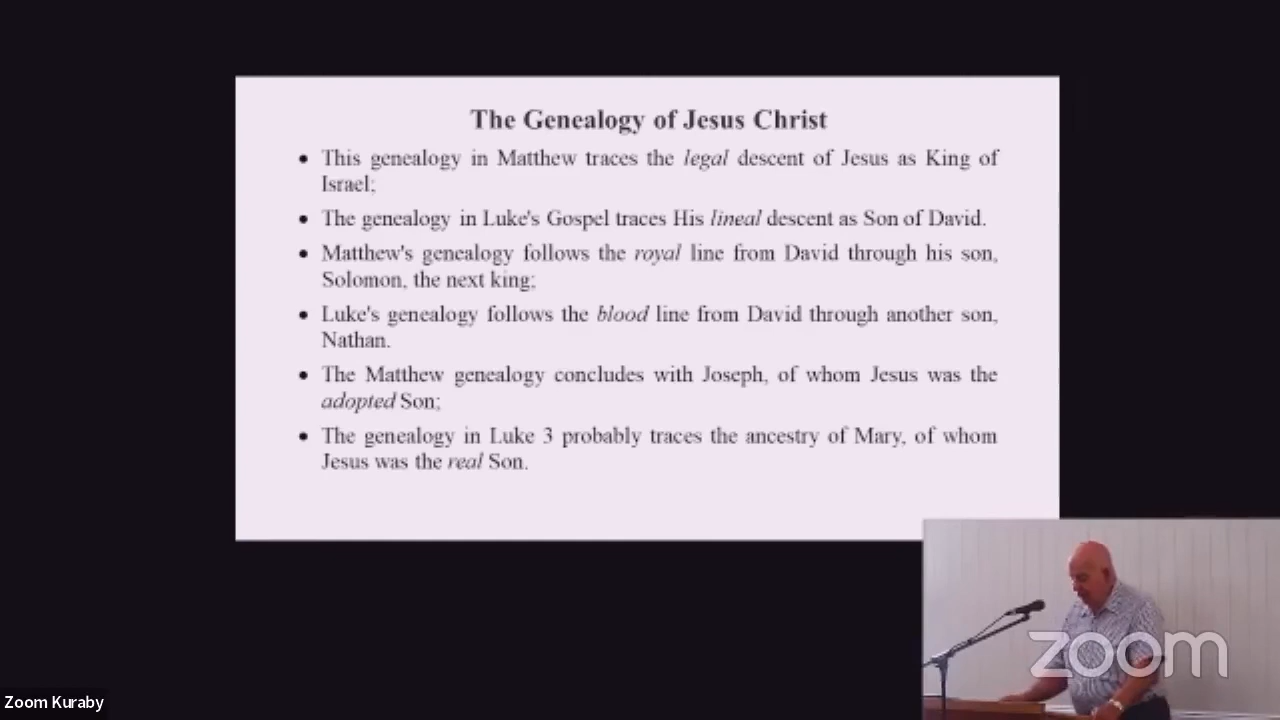 The Genealogy of Jesus Christ
• This genealogy in Matthew traces the legal descent of Jesus as King of
Israel;
• The genealogy in Luke's Gospel traces His lineal descent as Son of David.
• Matthew's genealogy follows the royal line from David through his son,
Solomon, the next king;
• Luke's genealogy follows the blood line from David through another son,
Nathan.
• The Matthew genealogy concludes with Joseph, of whom Jesus was the
adopted Son;
• The genealogy in Luke 3 probably traces the ancestry of Mary, of whom
Jesus was the real Son.
zoom
Zoom Kuraby